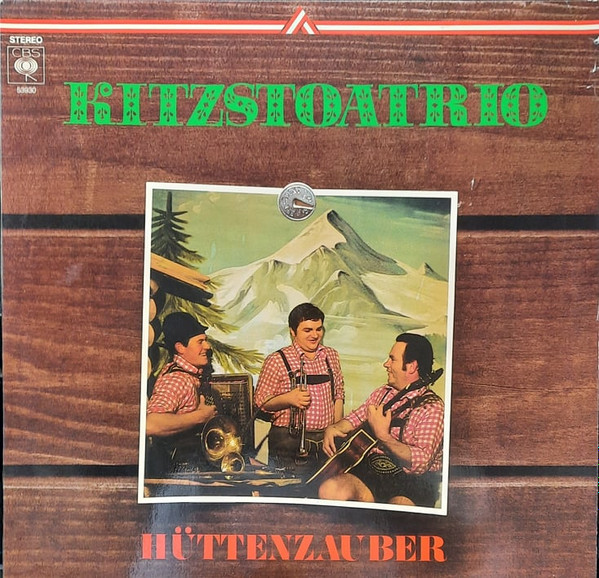 STEREO
CBS
53930
KITZSTOATRIO
HÜTTENZAUBER